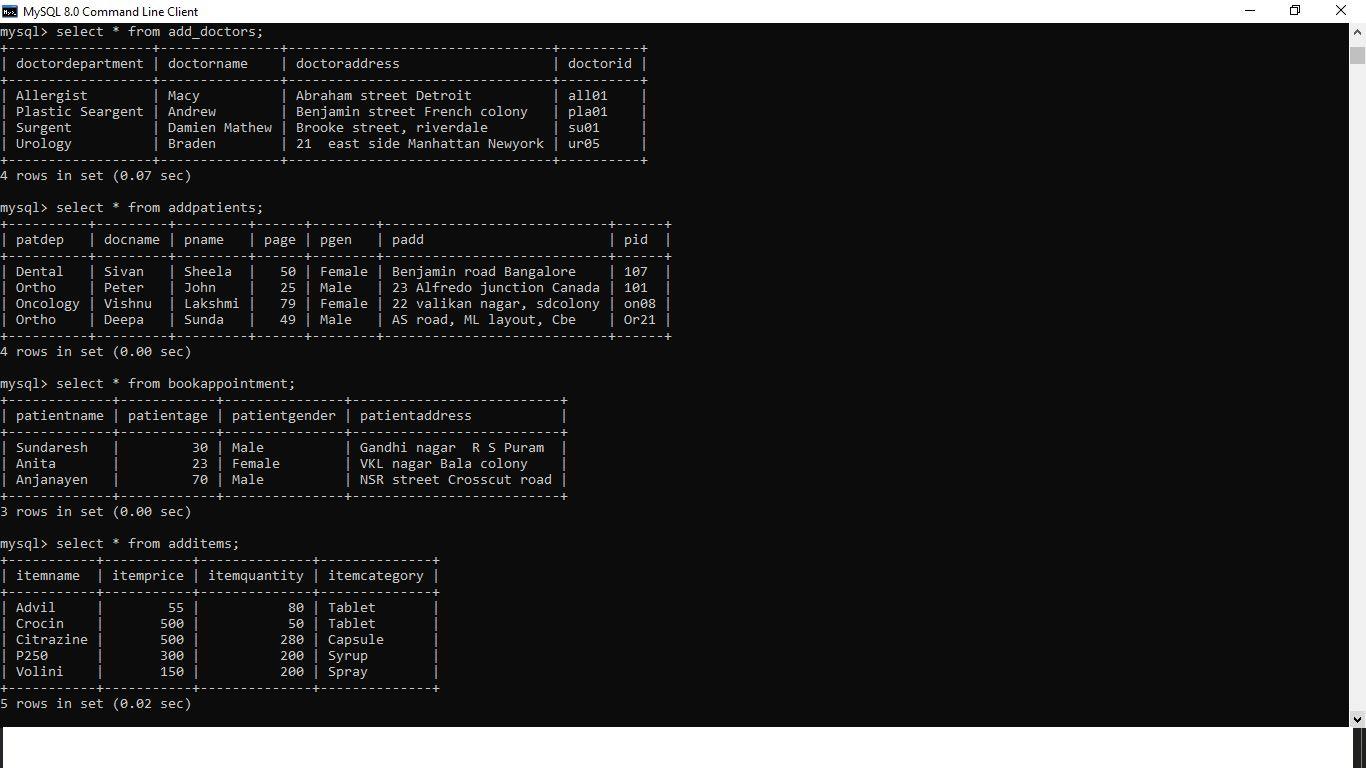 MySQL 8.0 Command Line Client
mysql> select * from add_doctors;
+------------------+---------------+---------------------------------+----------+
| doctordepartment | doctorname    | doctoraddress                   | doctorid |
+------------------+---------------+---------------------------------+----------+
| Allergist        | Macy          | Abraham street Detroit          | all01    |
| Plastic Seargent | Andrew        | Benjamin street French colony   | pla01    |
| Surgent          | Damien Mathew | Brooke street, riverdale        | su01     |
| Urology          | Braden        | 21  east side Manhattan Newyork | ur05     |
+------------------+---------------+---------------------------------+----------+
4 rows in set (0.07 sec)
mysql> select * from addpatients;
+----------+---------+---------+------+--------+----------------------------+------+
| patdep   | docname | pname   | page | pgen   | padd                       | pid  |
+----------+---------+---------+------+--------+----------------------------+------+
| Dental   | Sivan   | Sheela  |   50 | Female | Benjamin road Bangalore    | 107  |
| Ortho    | Peter   | John    |   25 | Male   | 23 Alfredo junction Canada | 101  |
| Oncology | Vishnu  | Lakshmi |   79 | Female | 22 valikan nagar, sdcolony | on08 |
| Ortho    | Deepa   | Sunda   |   49 | Male   | AS road, ML layout, Cbe    | Or21 |
+----------+---------+---------+------+--------+----------------------------+------+
4 rows in set (0.00 sec)
mysql> select * from bookappointment;
+-------------+------------+---------------+--------------------------+
| patientname | patientage | patientgender | patientaddress           |
+-------------+------------+---------------+--------------------------+
| Sundaresh   |         30 | Male          | Gandhi nagar  R S Puram  |
| Anita       |         23 | Female        | VKL nagar Bala colony    |
| Anjanayen   |         70 | Male          | NSR street Crosscut road |
+-------------+------------+---------------+--------------------------+
3 rows in set (0.00 sec)
mysql> select * from additems;
+-----------+-----------+--------------+--------------+
| itemname  | itemprice | itemquantity | itemcategory |
+-----------+-----------+--------------+--------------+
| Advil     |        55 |           80 | Tablet       |
| Crocin    |       500 |           50 | Tablet       |
| Citrazine |       500 |          280 | Capsule      |
| P250      |       300 |          200 | Syrup        |
| Volini    |       150 |          200 | Spray        |
+-----------+-----------+--------------+--------------+
5 rows in set (0.02 sec)